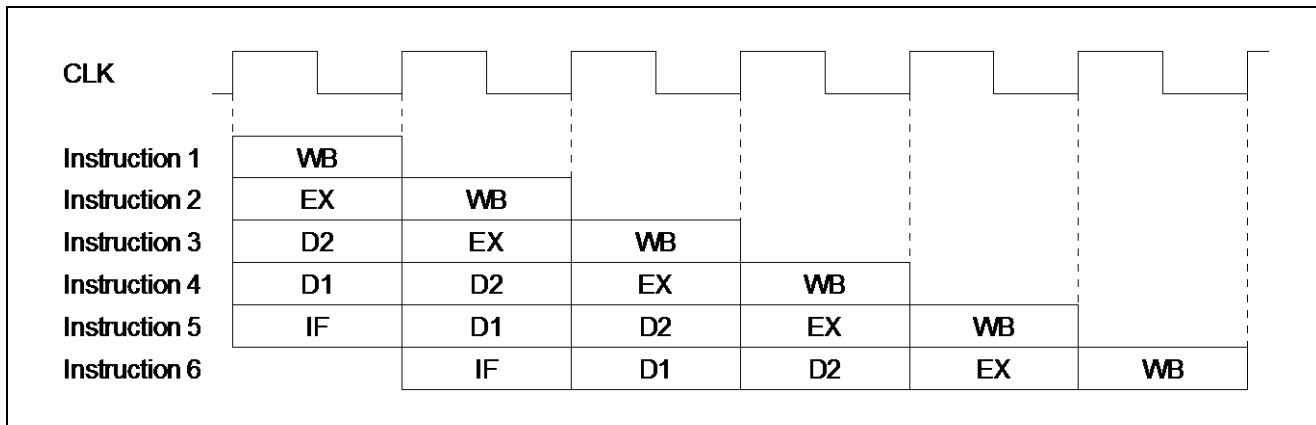 CLK
Instruction 1 WB
Instruction 2 EX WB
Instruction 3 D2 EX WB
Instruction 4 D1 D2 EX WB
Instruction 5 IF D1 D2 EX WB
Instruction 6 IF D1 D2 EX WB